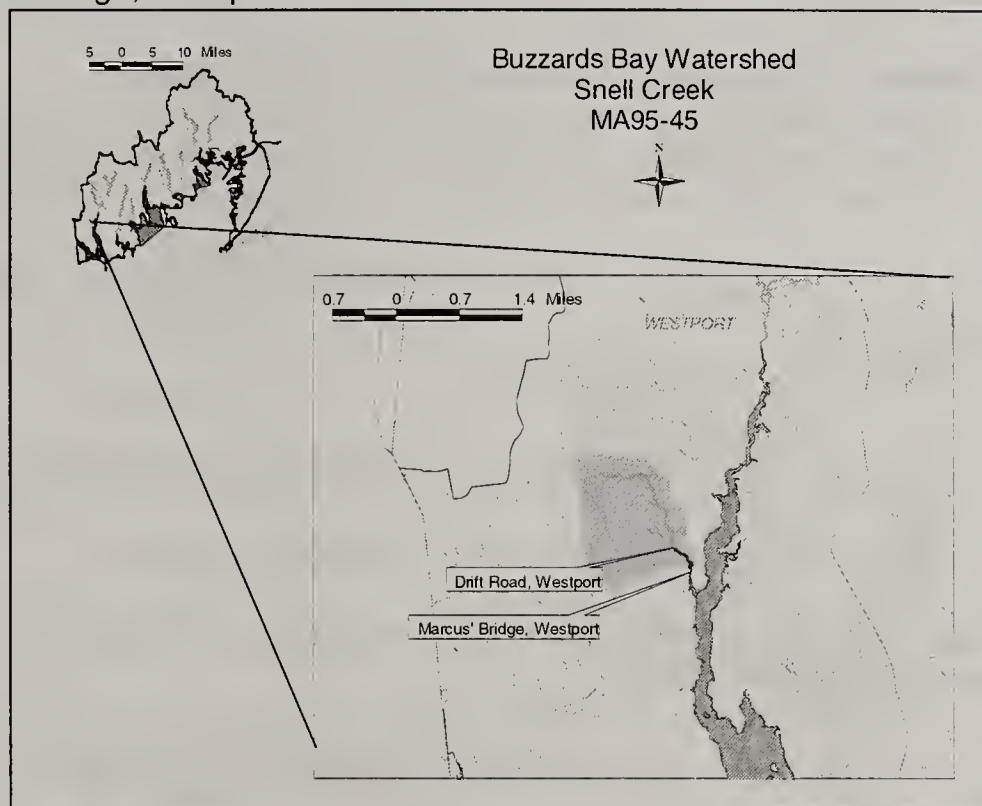 5 0 5 10 Miles
Buzzards Bay Watershed
Snell Creek
MA95-45
N
0.7 0 0.7 1.4 Miles
WESTPORT
Drift Road, Westport
Marcus' Bridge, Westport